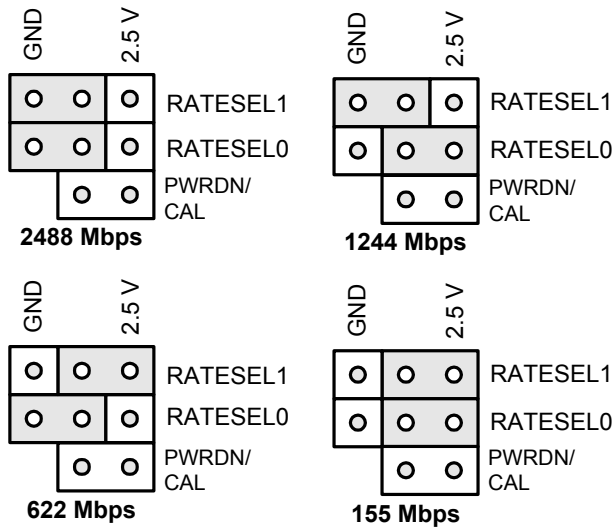 GND
2.5 V
RATESEL1
RATESEL0
PWRDN/
CAL
2488 Mbps
GND
2.5 V
RATESEL1
RATESEL0
PWRDN/
CAL
1244 Mbps
GND
2.5 V
RATESEL1
RATESEL0
PWRDN/
CAL
622 Mbps
GND
2.5 V
RATESEL1
RATESEL0
PWRDN/
CAL
155 Mbps